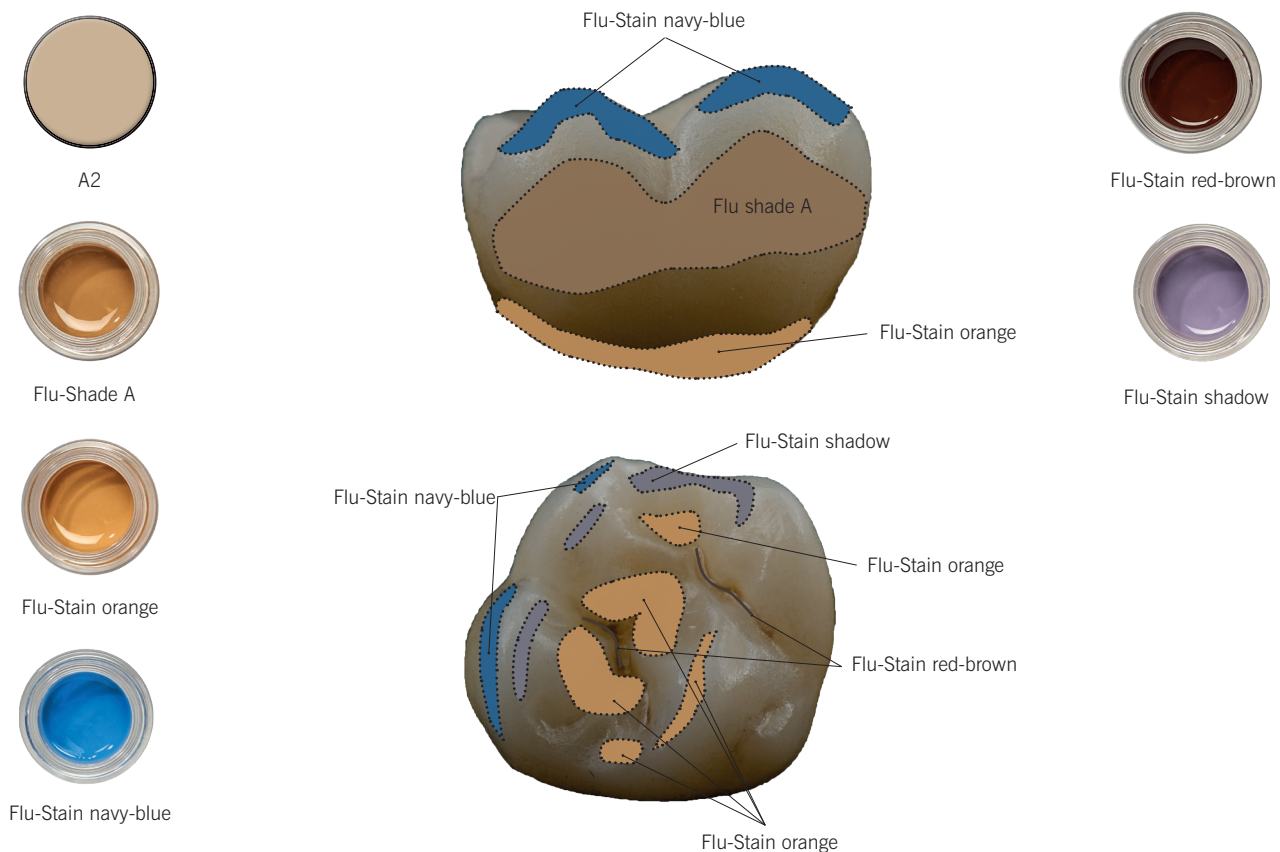 Flu-Stain navy-blue
A2
Flu-Stain red-brown
Flu shade A
Flu-Stain orange
Flu-Shade A
Flu-Stain shadow
Flu-Stain shadow
Flu-Stain navy-blue
Flu-Stain orange
Flu-Stain orange
Flu-Stain red-brown
Flu-Stain navy-blue
Flu-Stain orange